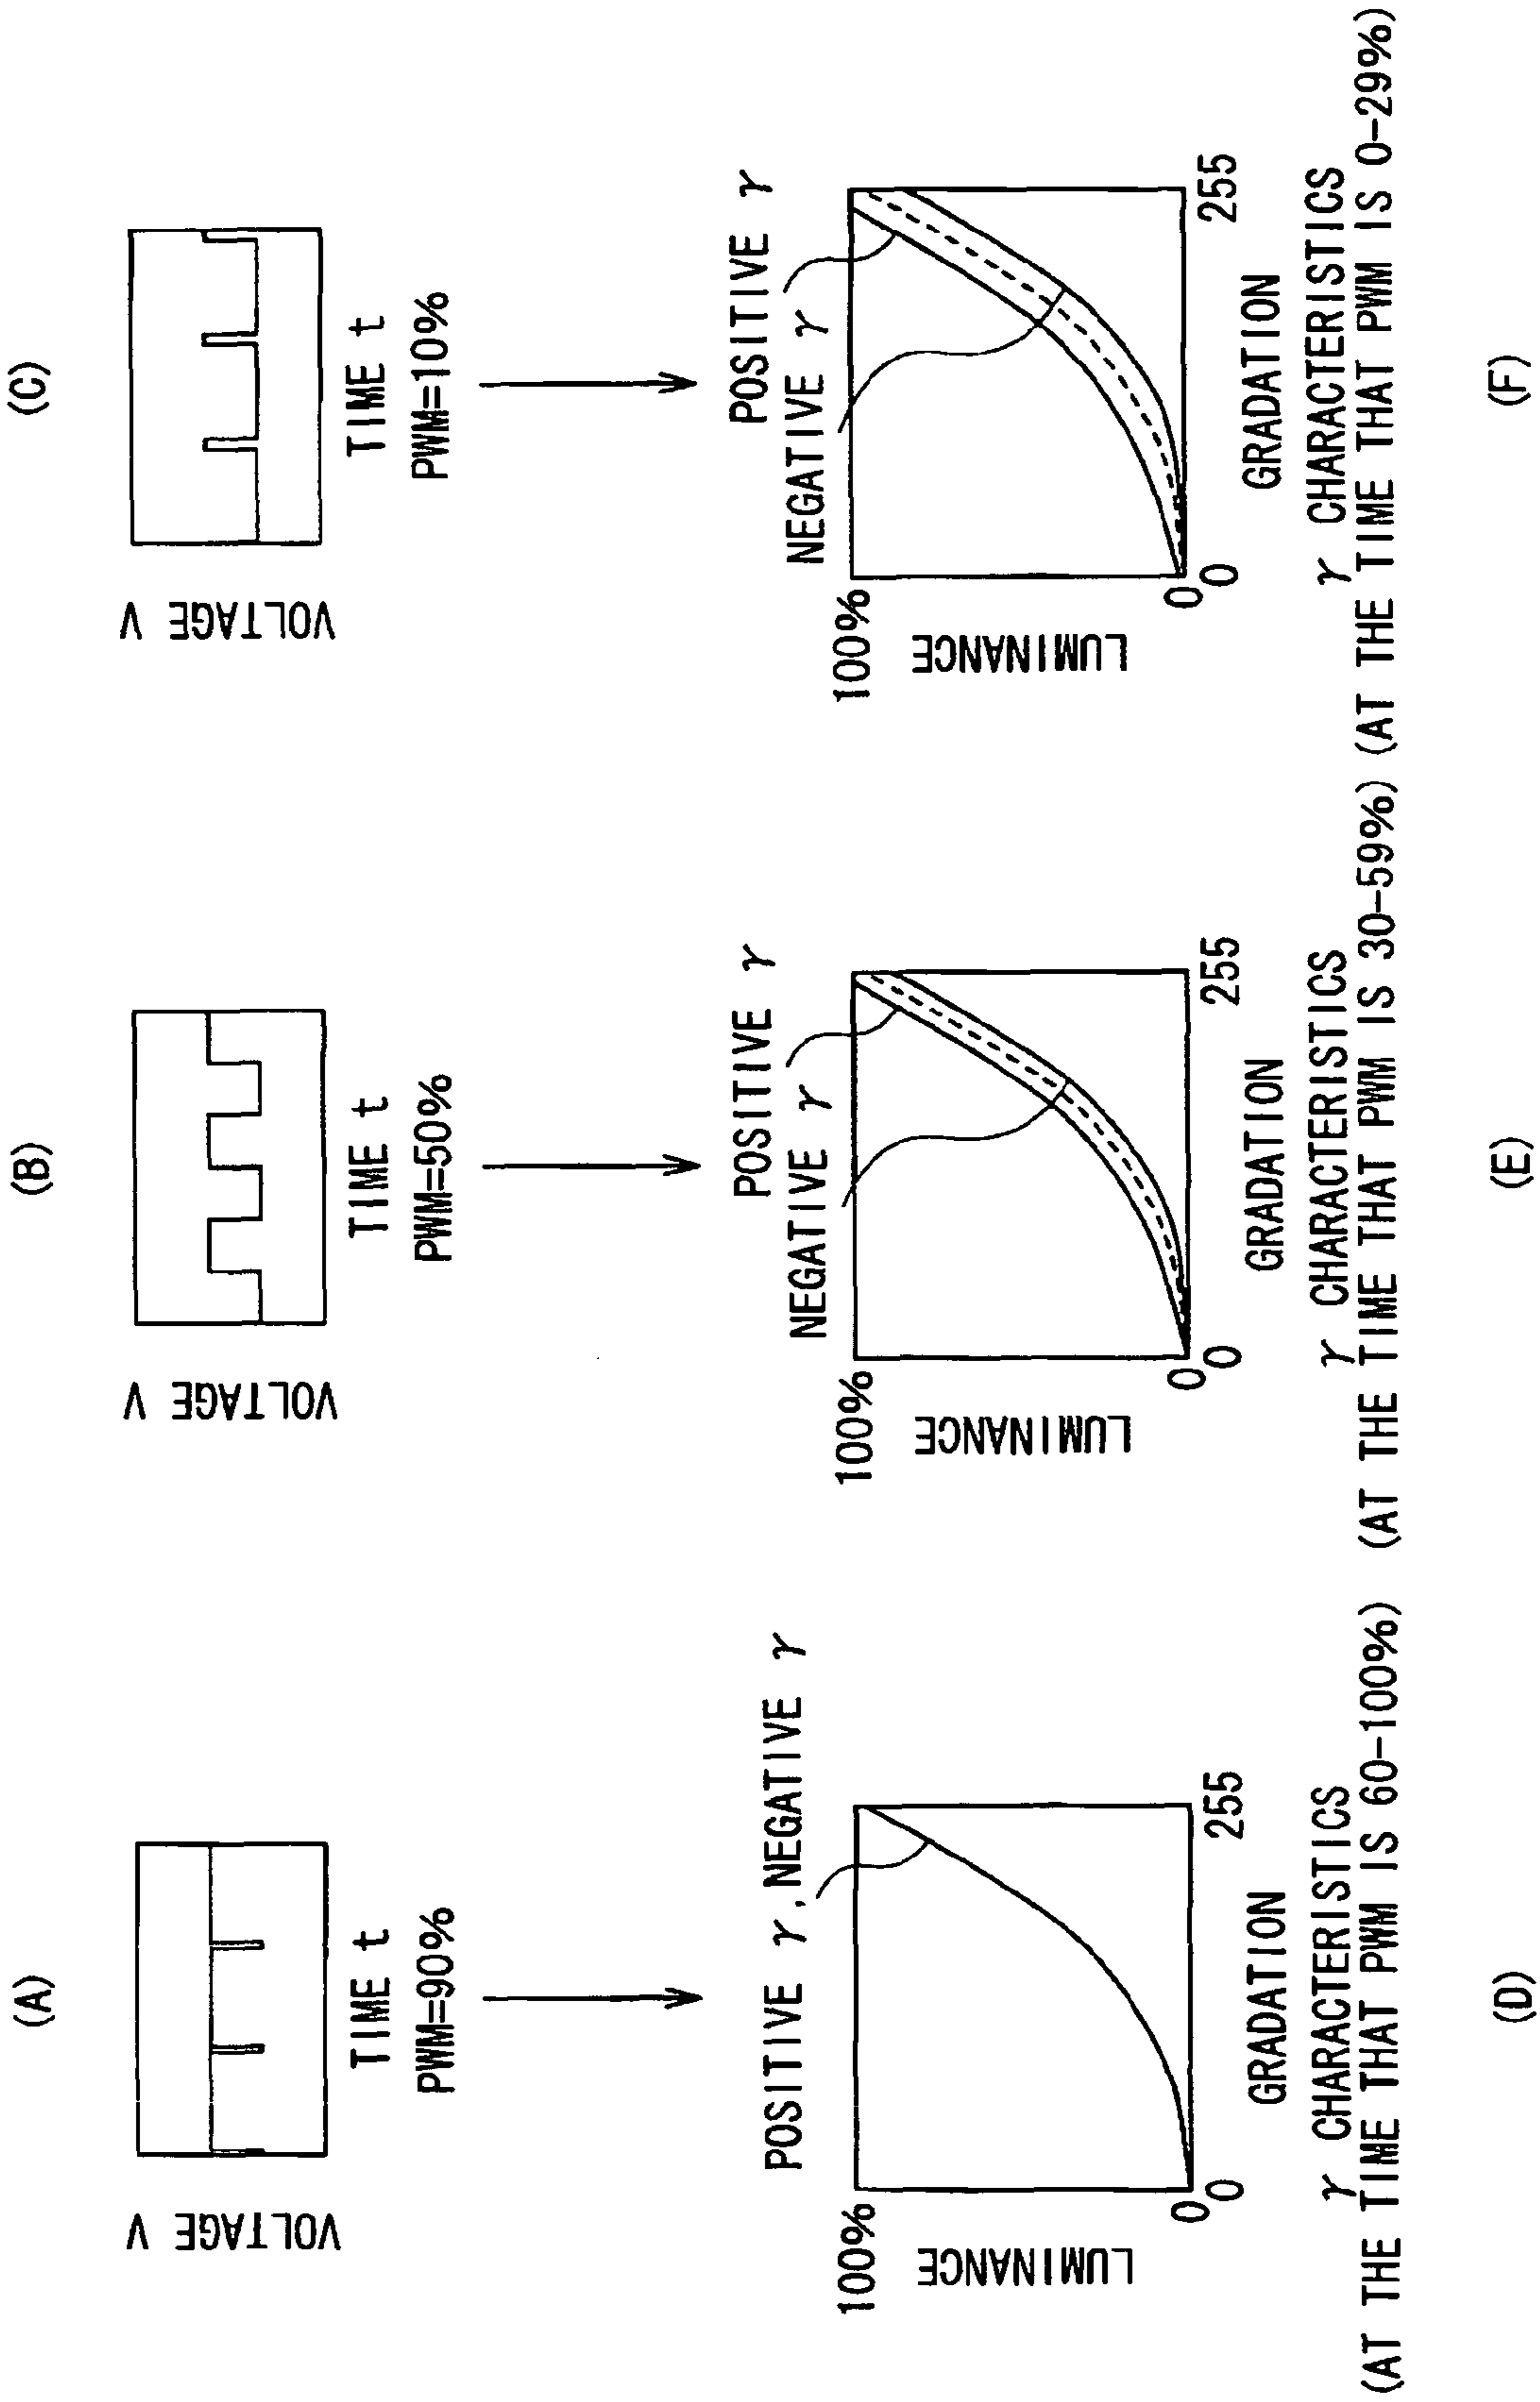 (A)
VOLTAGE V
TIME t
PWM=90%
POSITIVE γ, NEGATIVE γ
100%
LUMINANCE
0
0
255
GRADATION
γ CHARACTERISTICS
(AT THE TIME THAT PWM IS 60-100%)
(D)
(B)
VOLTAGE V
TIME t
PWM=50%
POSITIVE γ
NEGATIVE γ
100%
LUMINANCE
0
0
255
GRADATION
γ CHARACTERISTICS
(AT THE TIME THAT PWM IS 30-59%)
(E)
(C)
VOLTAGE V
TIME t
PWM=10%
POSITIVE γ
NEGATIVE γ
100%
LUMINANCE
0
0
255
GRADATION
γ CHARACTERISTICS
(AT THE TIME THAT PWM IS 0-29%)
(F)